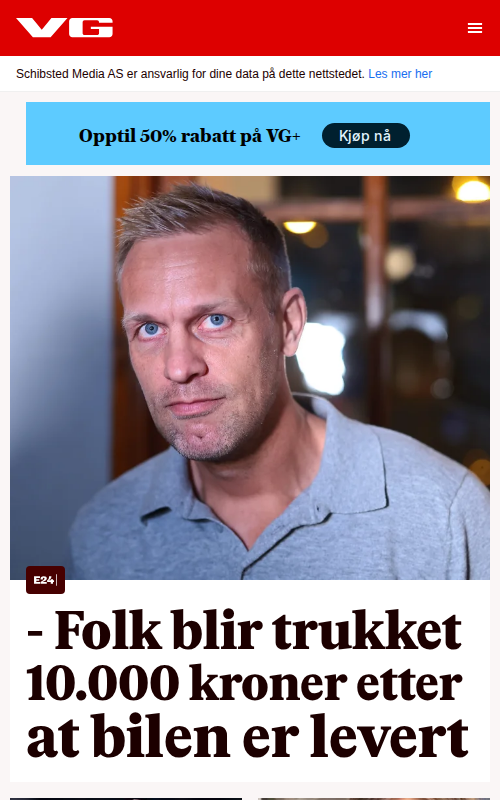 VG
Schibsted Media AS er ansvarlig for dine data på dette nettstedet. Les mer her
Opptil 50% rabatt på VG+ Kjøp nå
E24
- Folk blir trukket
10.000 kroner etter
at bilen er levert